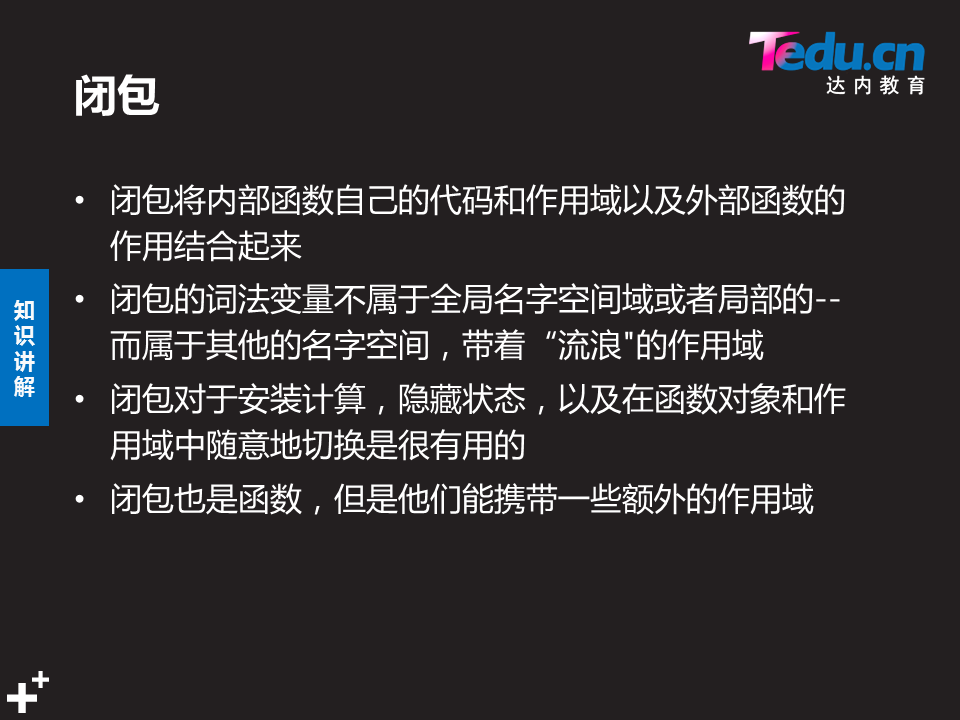 Tedu.cn
达内教育
闭包
• 闭包将内部函数自己的代码和作用域以及外部函数的
作用结合起来
• 闭包的词法变量不属于全局名字空间域或者局部的--
而属于其他的名字空间，带着“流浪"的作用域
• 闭包对于安装计算，隐藏状态，以及在函数对象和作
用域中随意地切换是很有用的
• 闭包也是函数，但是他们能携带一些额外的作用域
知
识
讲
解